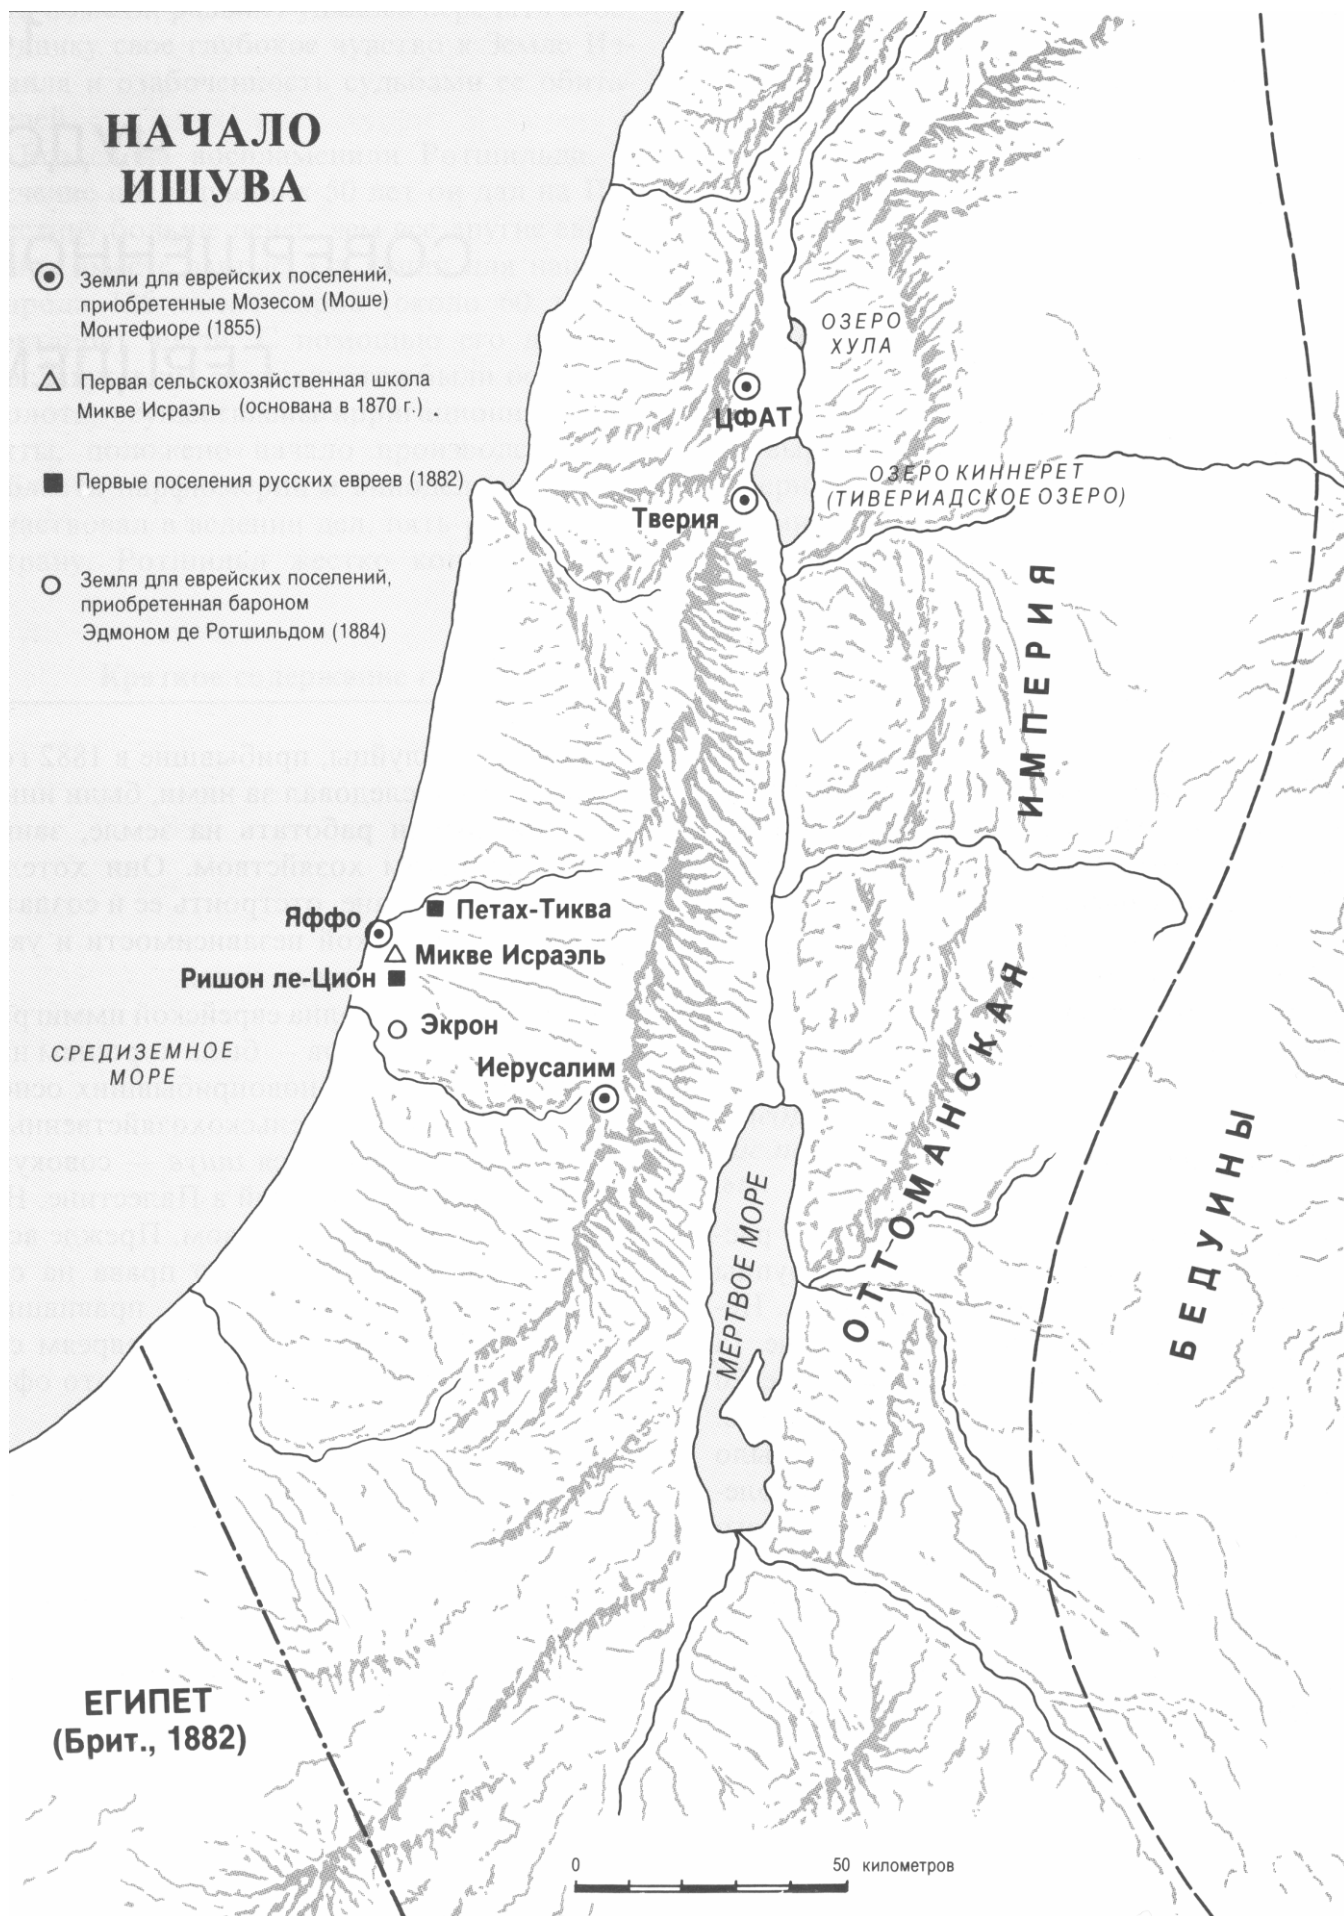 НАЧАЛО
ИШУВА
Земли для еврейских поселений,
приобретенные Мозесом (Моше)
Монтефиоре (1855)
Первая сельскохозяйственная школа
Микве Исраэль (основана в 1870 г.)
Первые поселения русских евреев (1882)
Земля для еврейских поселений,
приобретенная бароном
Эдмоном де Ротшильдом (1884)
ОЗЕРО
ХУЛА
ЦФАТ
ОЗЕРО КИННЕРЕТ
(ТИВЕРИАДСКОЕ ОЗЕРО)
Тверия
Яффо
Петах-Тиква
Микве Исраэль
Ришон ле-Цион
Экрон
Иерусалим
СРЕДИЗЕМНОЕ
МОРЕ
МЕРТВОЕ МОРЕ
ОТТОМАНСКАЯ
ИМПЕРИЯ
БЕДУИНЫ
ЕГИПЕТ
(Брит., 1882)
0 50 километров